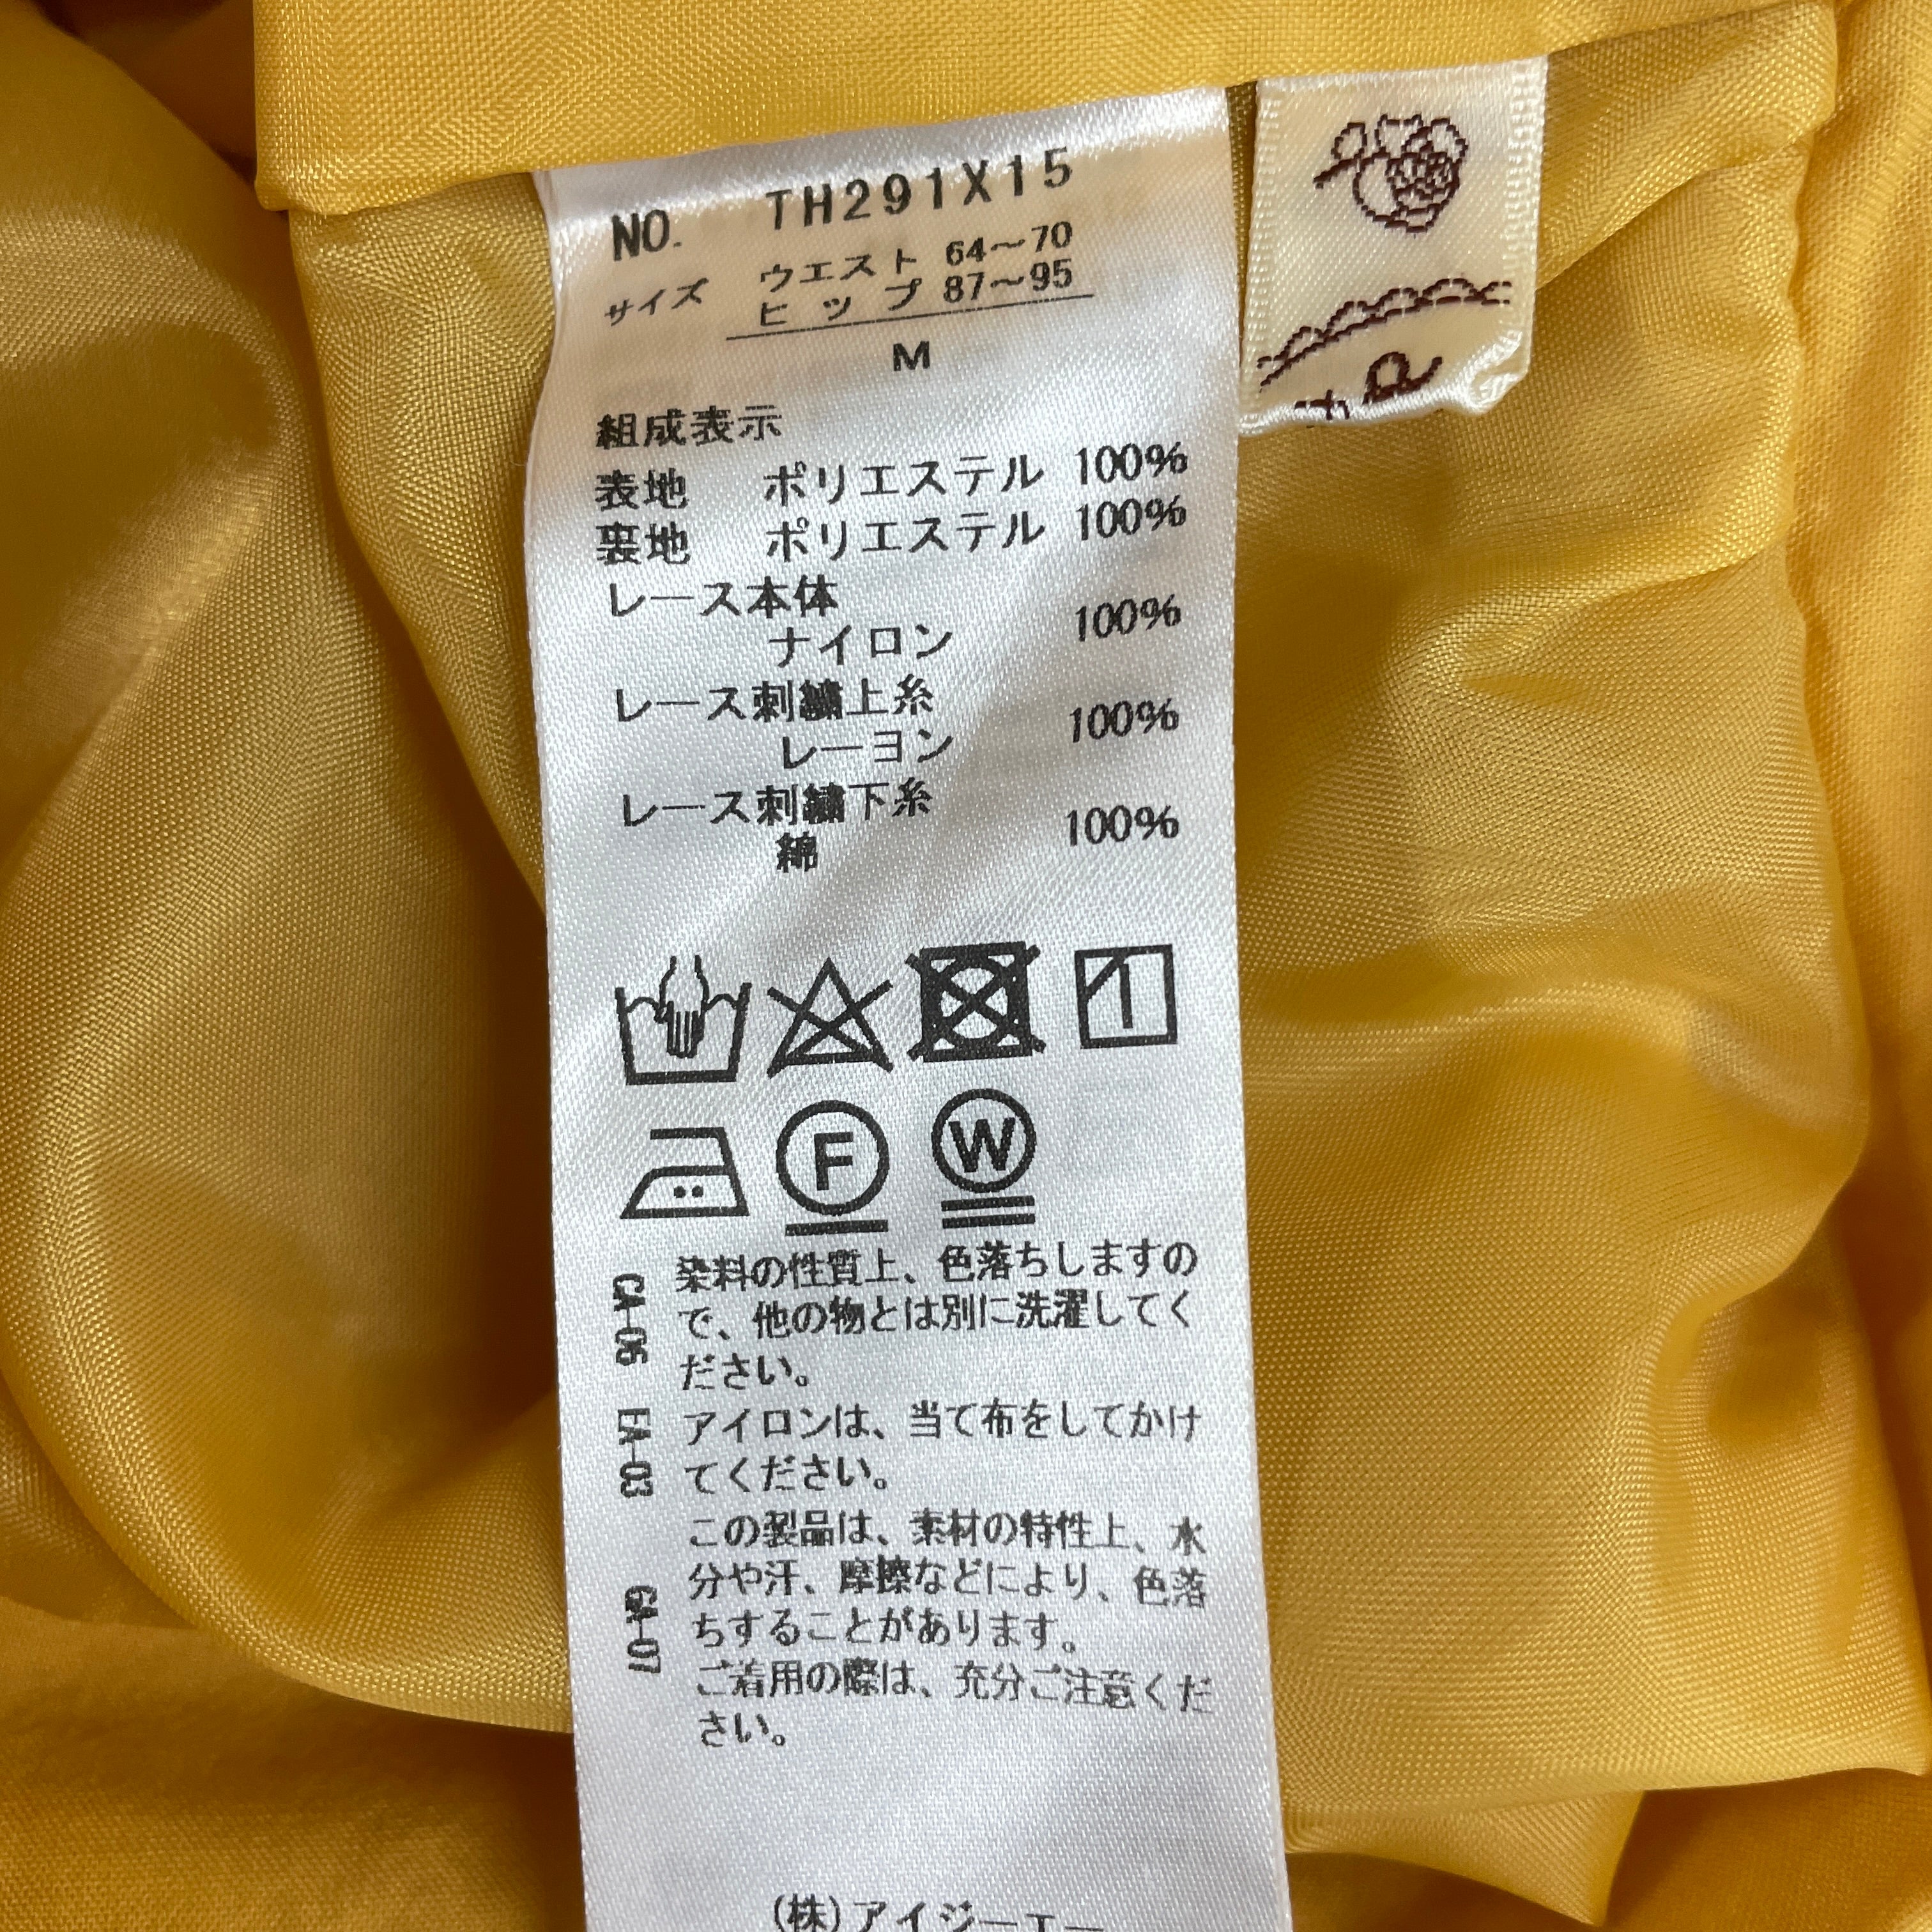 NO. TH291X15
サイズ ウエスト 64〜70
ヒップ 87〜95
M
組成表示
表地 ポリエステル 100%
裏地 ポリエステル 100%
レース本体
ナイロン 100%
レース刺繍上糸
レーヨン 100%
レース刺繍下糸
綿 100%
F W
CA-06 染料の性質上、色落ちしますの
で、他の物とは別に洗濯してく
ださい。
EA-03 アイロンは、当て布をしてかけ
てください。
GA-07 この製品は、素材の特性上、水
分や汗、摩擦などにより、色落
ちすることがあります。
ご着用の際は、充分ご注意くだ
さい。
(株)アイジーエー